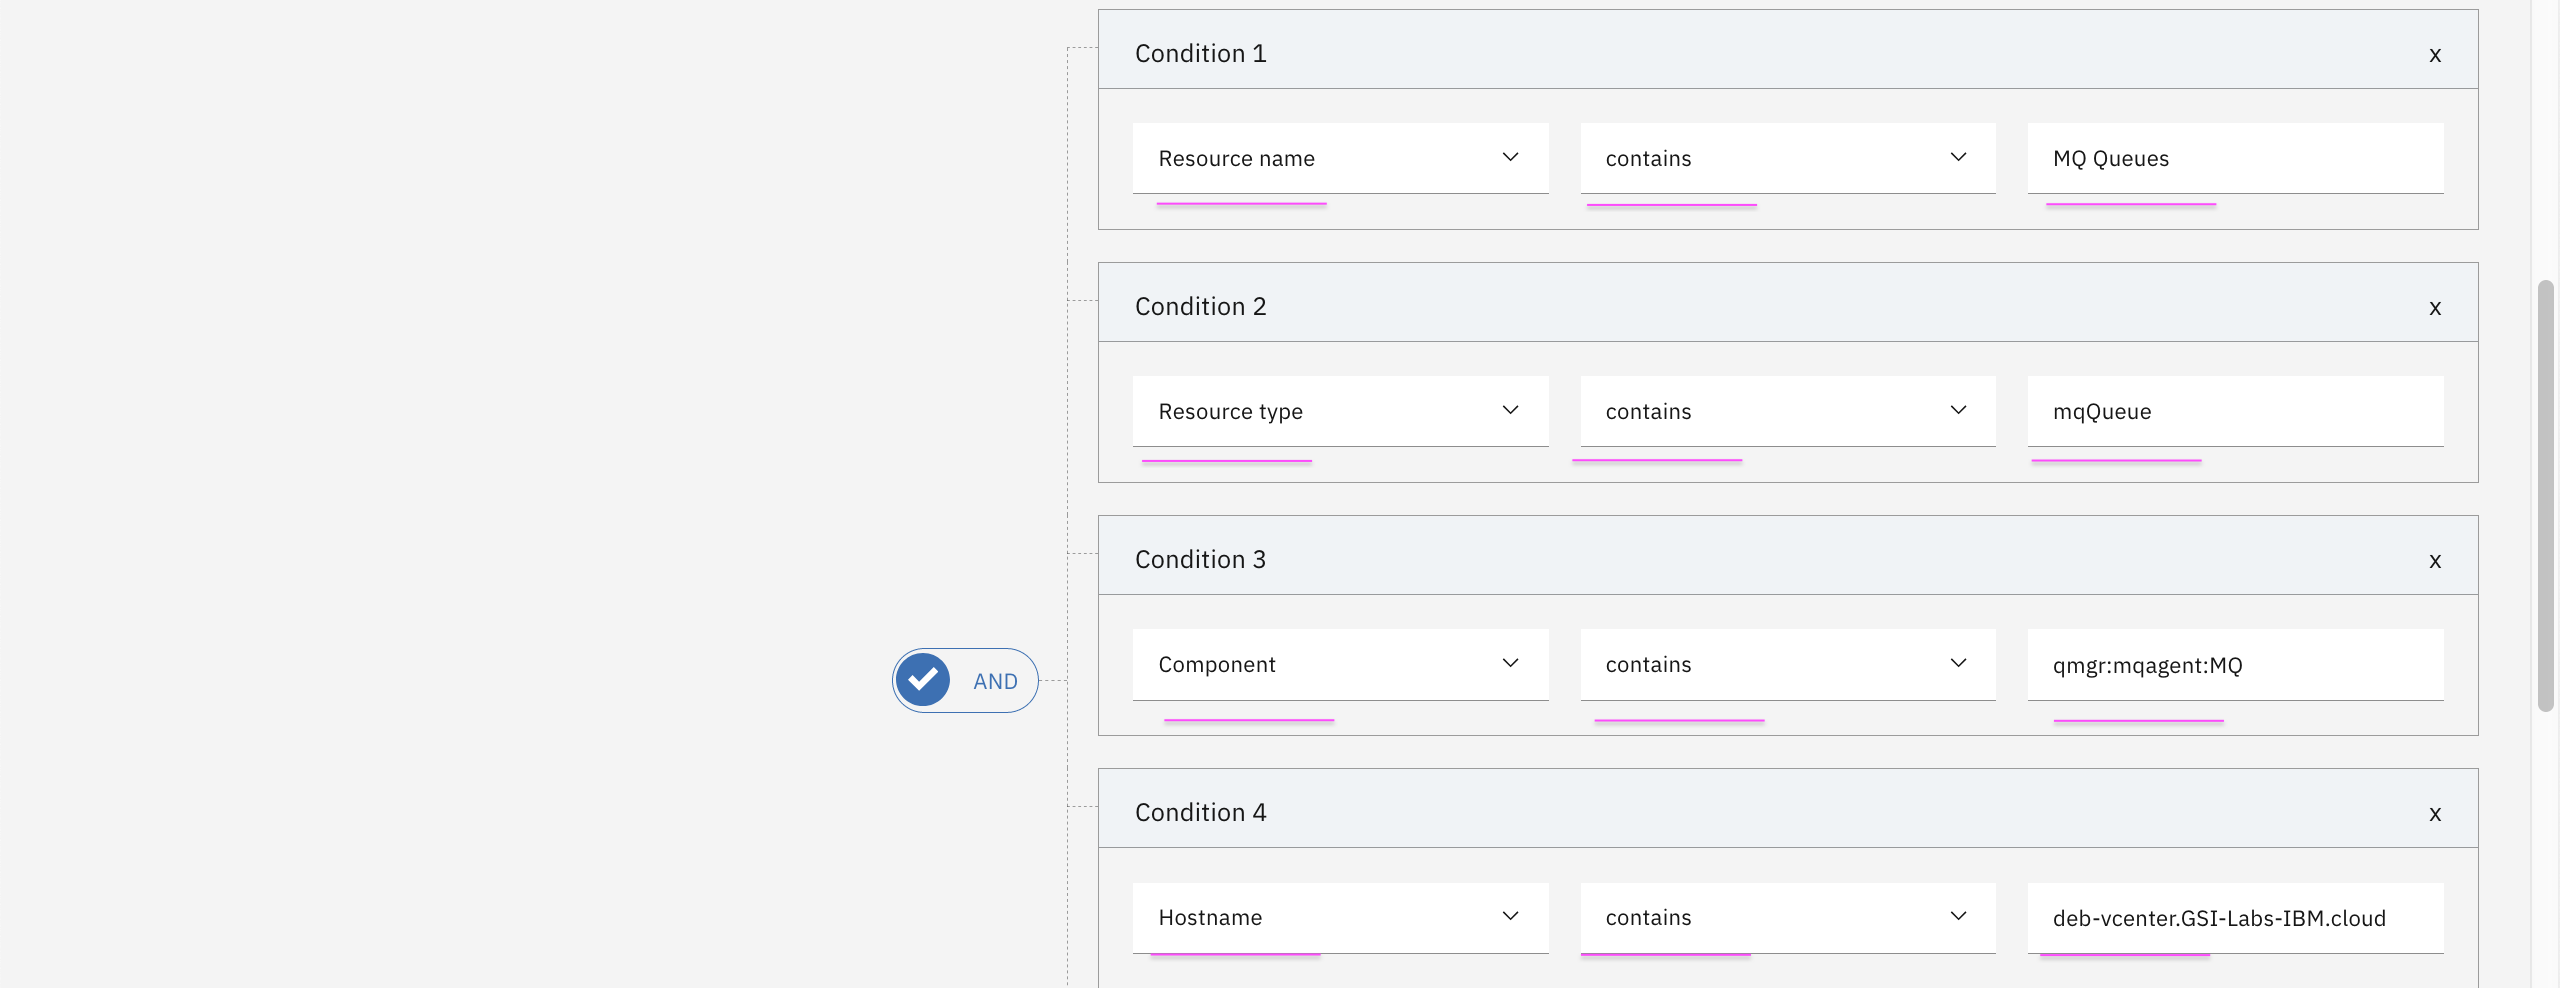 Condition 1 x
Resource name contains MQ Queues
Condition 2 x
Resource type contains mqQueue
Condition 3 x
Component contains qmgr:mqagent:MQ
AND
Condition 4 x
Hostname contains deb-vcenter.GSI-Labs-IBM.cloud